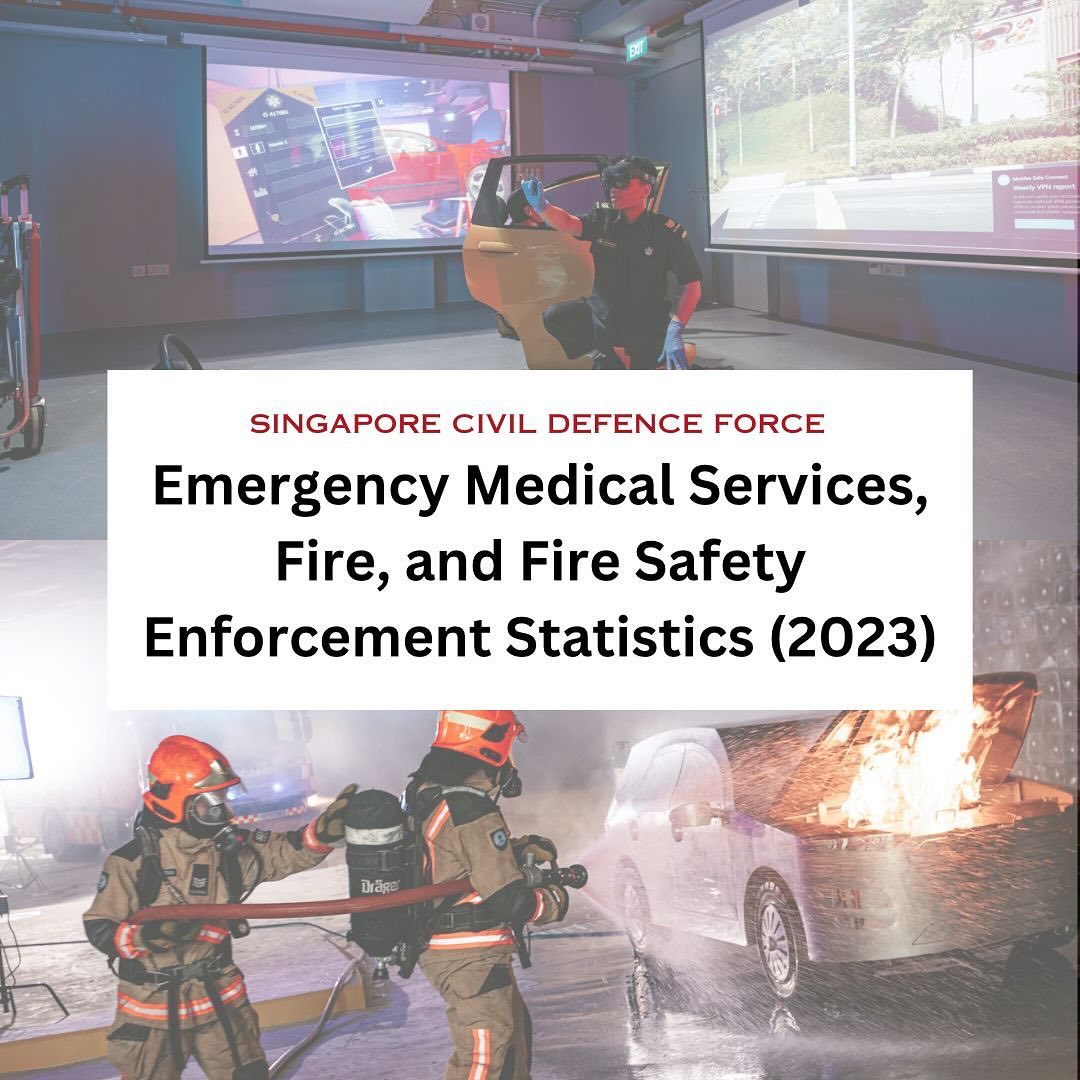 EXIT
McAfee Safe Connect
Weekly VPN report
SINGAPORE CIVIL DEFENCE FORCE
Emergency Medical Services,
Fire, and Fire Safety
Enforcement Statistics (2023)
Dräger